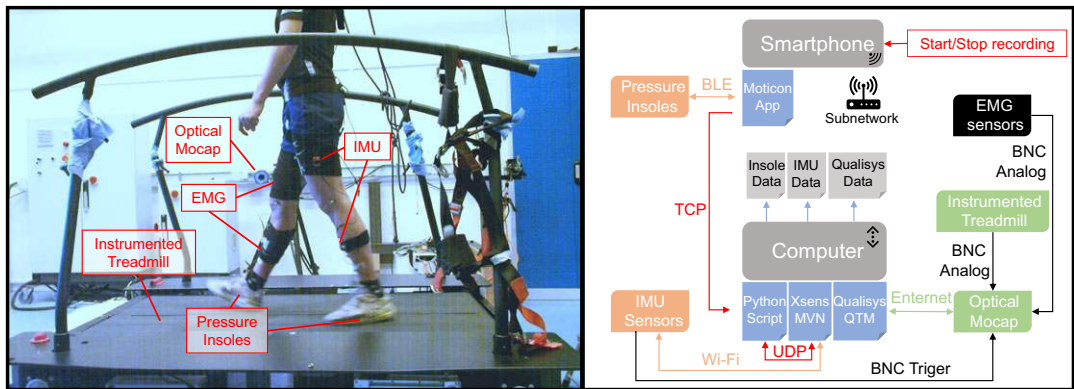 Optical
Mocap
IMU
EMG
Instrumented
Treadmill
Pressure
Insoles
Smartphone
Start/Stop recording
Pressure
Insoles
BLE
Moticon
App
Subnetwork
EMG
sensors
BNC
Analog
Insole
Data
IMU
Data
Qualisys
Data
TCP
Instrumented
Treadmill
Computer
BNC
Analog
IMU
Sensors
Python
Script
Xsens
MVN
Qualisys
QTM
Enternet
Optical
Mocap
Wi-Fi
UDP
BNC Triger